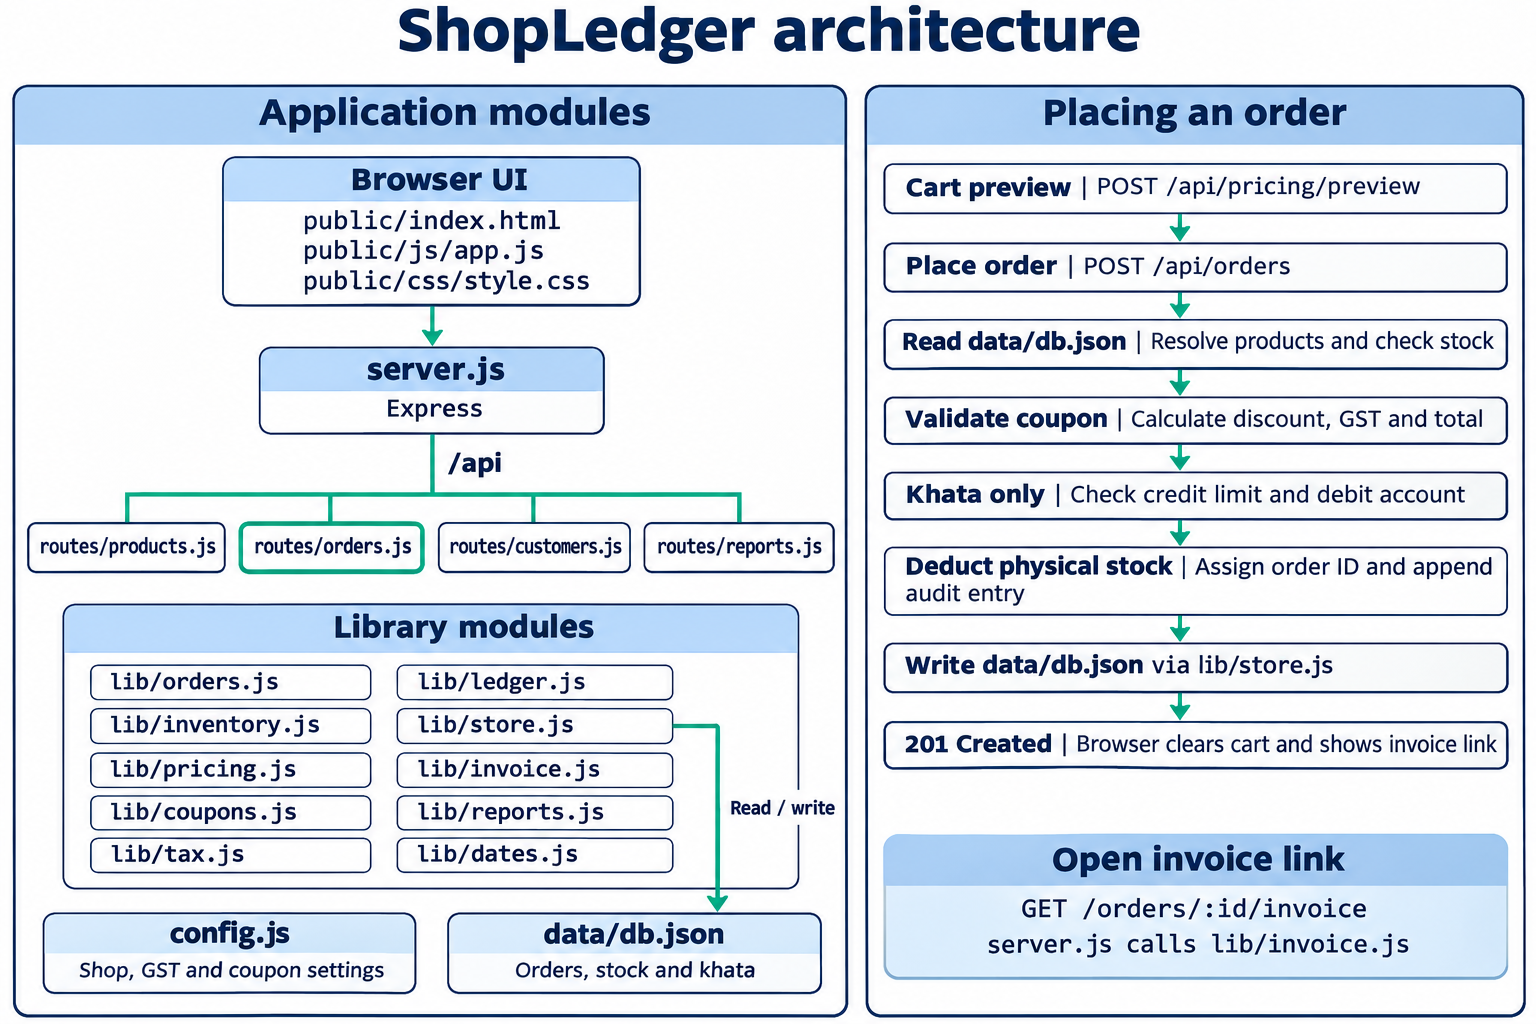 ShopLedger architecture
Application modules
Browser UI
public/index.html
public/js/app.js
public/css/style.css
server.js
Express
/api
routes/products.js
routes/orders.js
routes/customers.js
routes/reports.js
Library modules
lib/orders.js
lib/ledger.js
lib/inventory.js
lib/store.js
lib/pricing.js
lib/invoice.js
lib/coupons.js
lib/reports.js
lib/tax.js
lib/dates.js
Read / write
config.js
Shop, GST and coupon settings
data/db.json
Orders, stock and khata
Placing an order
Cart preview | POST /api/pricing/preview
Place order | POST /api/orders
Read data/db.json | Resolve products and check stock
Validate coupon | Calculate discount, GST and total
Khata only | Check credit limit and debit account
Deduct physical stock | Assign order ID and append
audit entry
Write data/db.json via lib/store.js
201 Created | Browser clears cart and shows invoice link
Open invoice link
GET /orders/:id/invoice
server.js calls lib/invoice.js